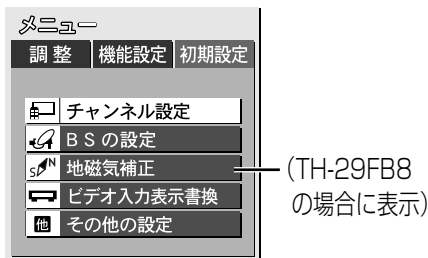 メニュー
調整 機能設定 初期設定
チャンネル設定
BSの設定
S N 地磁気補正
(TH-29FB8
の場合に表示)
ビデオ入力表示書換
他 その他の設定